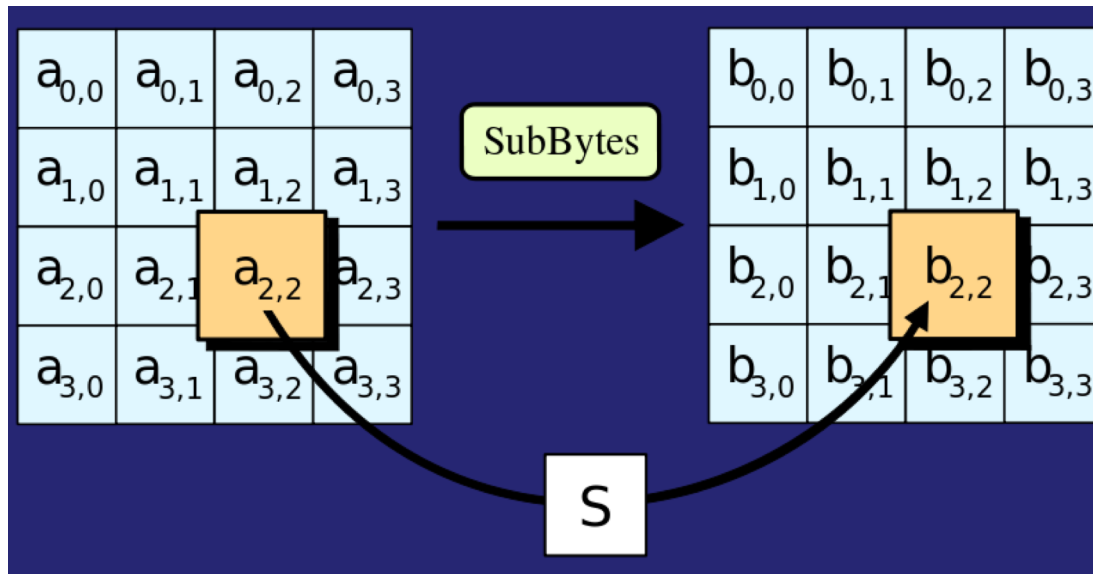 a0,0 a0,1 a0,2 a0,3
a1,0 a1,1 a1,2 a1,3
a2,0 a2,1 a2,2 a2,3
a3,0 a3,1 a3,2 a3,3
SubBytes
b0,0 b0,1 b0,2 b0,3
b1,0 b1,1 b1,2 b1,3
b2,0 b2,1 b2,2 b2,3
b3,0 b3,1 b3,2 b3,3
S